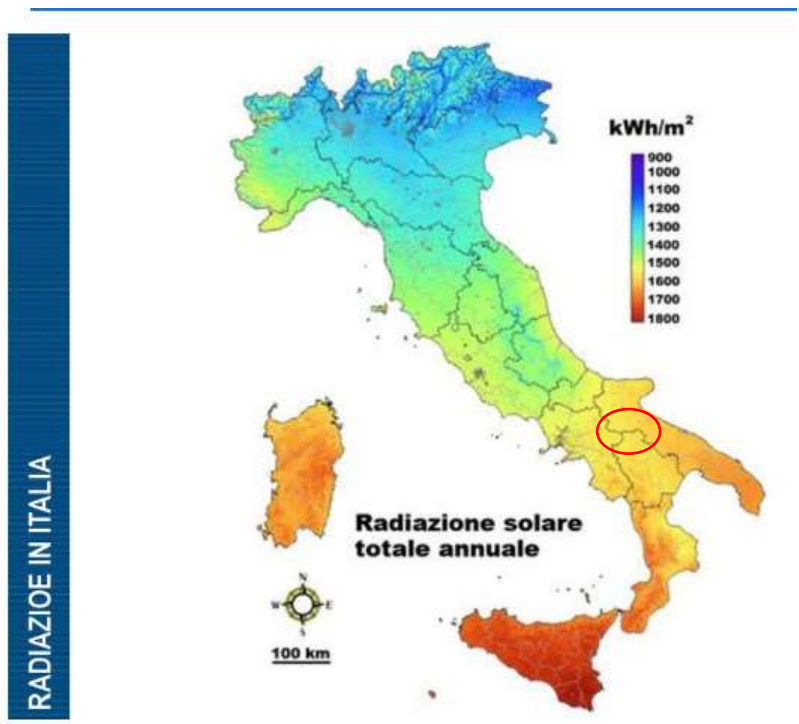 RADIAZIOE IN ITALIA
kWh/m²
900
1000
1100
1200
1300
1400
1500
1600
1700
1800
Radiazione solare
totale annuale
N
W E
S
100 km